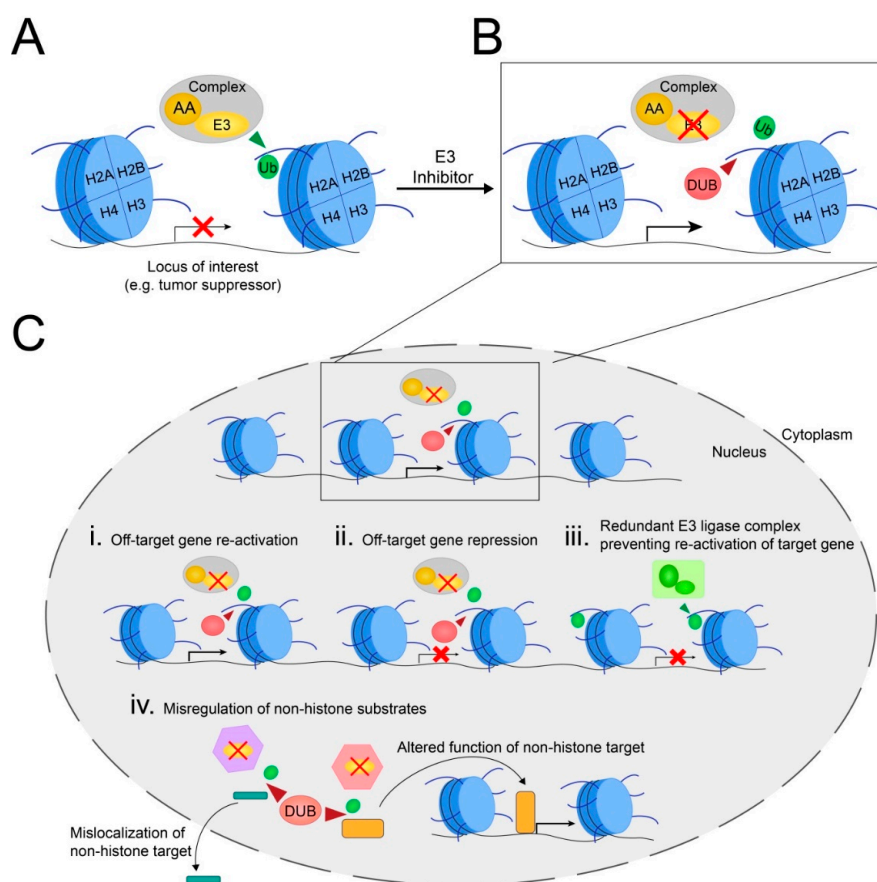 A
Complex
AA
E3
Ub
H2A
H2B
H4
H3
H2A
H2B
H4
H3
Locus of interest
(e.g. tumor suppressor)
E3
Inhibitor
B
Complex
AA
E3
Ub
DUB
H2A
H2B
H4
H3
H2A
H2B
H4
H3
C
Nucleus
Cytoplasm
i. Off-target gene re-activation
ii. Off-target gene repression
iii. Redundant E3 ligase complex
preventing re-activation of target gene
iv. Misregulation of non-histone substrates
Altered function of non-histone target
DUB
Mislocalization of
non-histone target